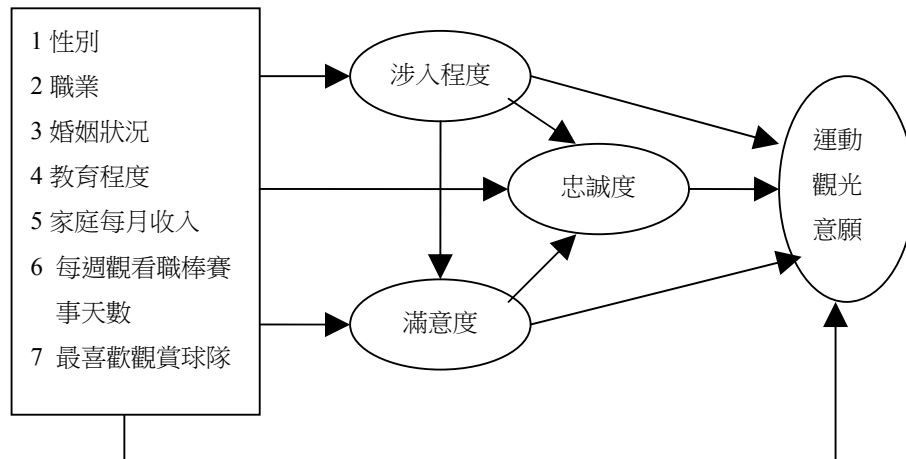 1 性別
2 職業
3 婚姻狀況
4 教育程度
5 家庭每月收入
6 每週觀看職棒賽
事天數
7 最喜歡觀賞球隊
涉入程度
忠誠度
滿意度
運動
觀光
意願